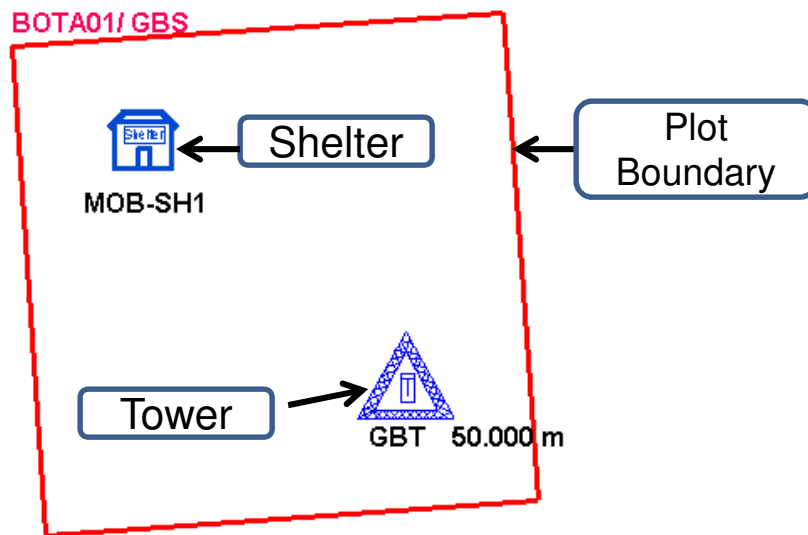 BOTA01/ GBS
Shelter
Shelter
Plot
Boundary
MOB-SH1
T
Tower
GBT 50.000 m